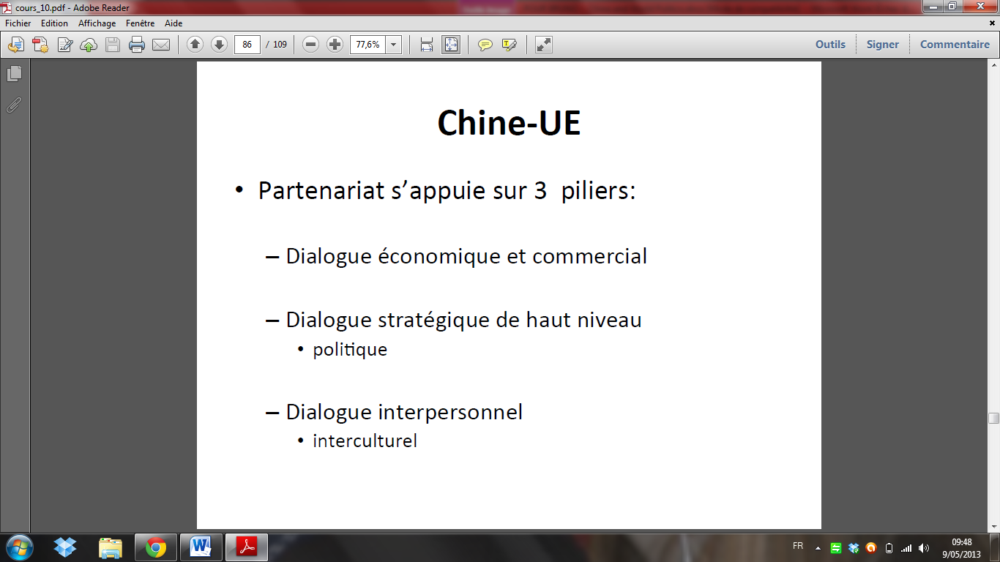 cours_10.pdf - Adobe Reader
Fichier Edition Affichage Fenêtre Aide
86 / 109 77,6% Outils Signer Commentaire
Chine-UE
• Partenariat s’appuie sur 3 piliers:
– Dialogue économique et commercial
– Dialogue stratégique de haut niveau
• politique
– Dialogue interpersonnel
• interculturel
FR 09:48
9/05/2013